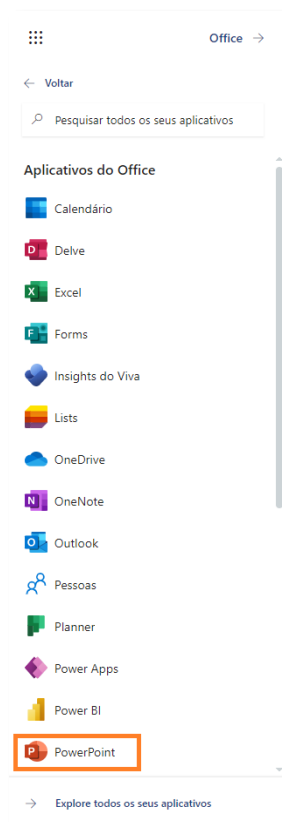 Office →
← Voltar
Pesquisar todos os seus aplicativos
Aplicativos do Office
Calendário
D Delve
X Excel
F Forms
Insights do Viva
Lists
OneDrive
N OneNote
O Outlook
Pessoas
Planner
Power Apps
Power BI
P PowerPoint
→ Explore todos os seus aplicativos